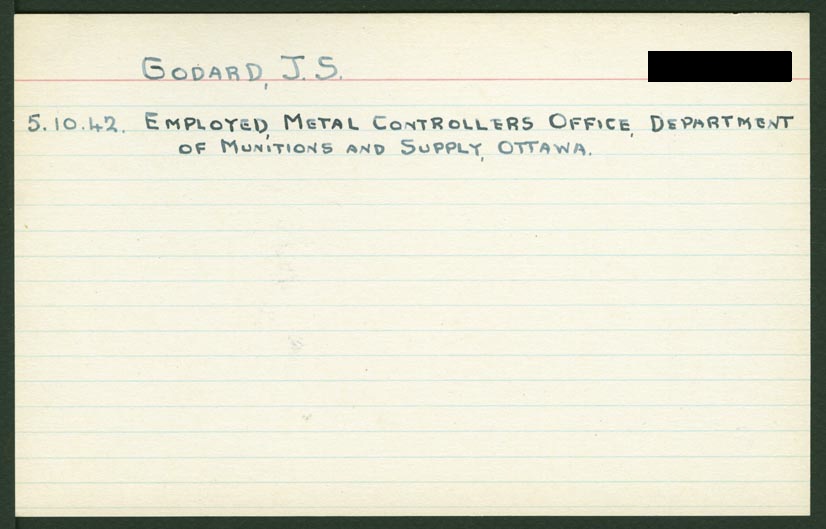 GODARD, J.S.
5.10.42. EMPLOYED, METAL CONTROLLERS OFFICE, DEPARTMENT
OF MUNITIONS AND SUPPLY, OTTAWA.